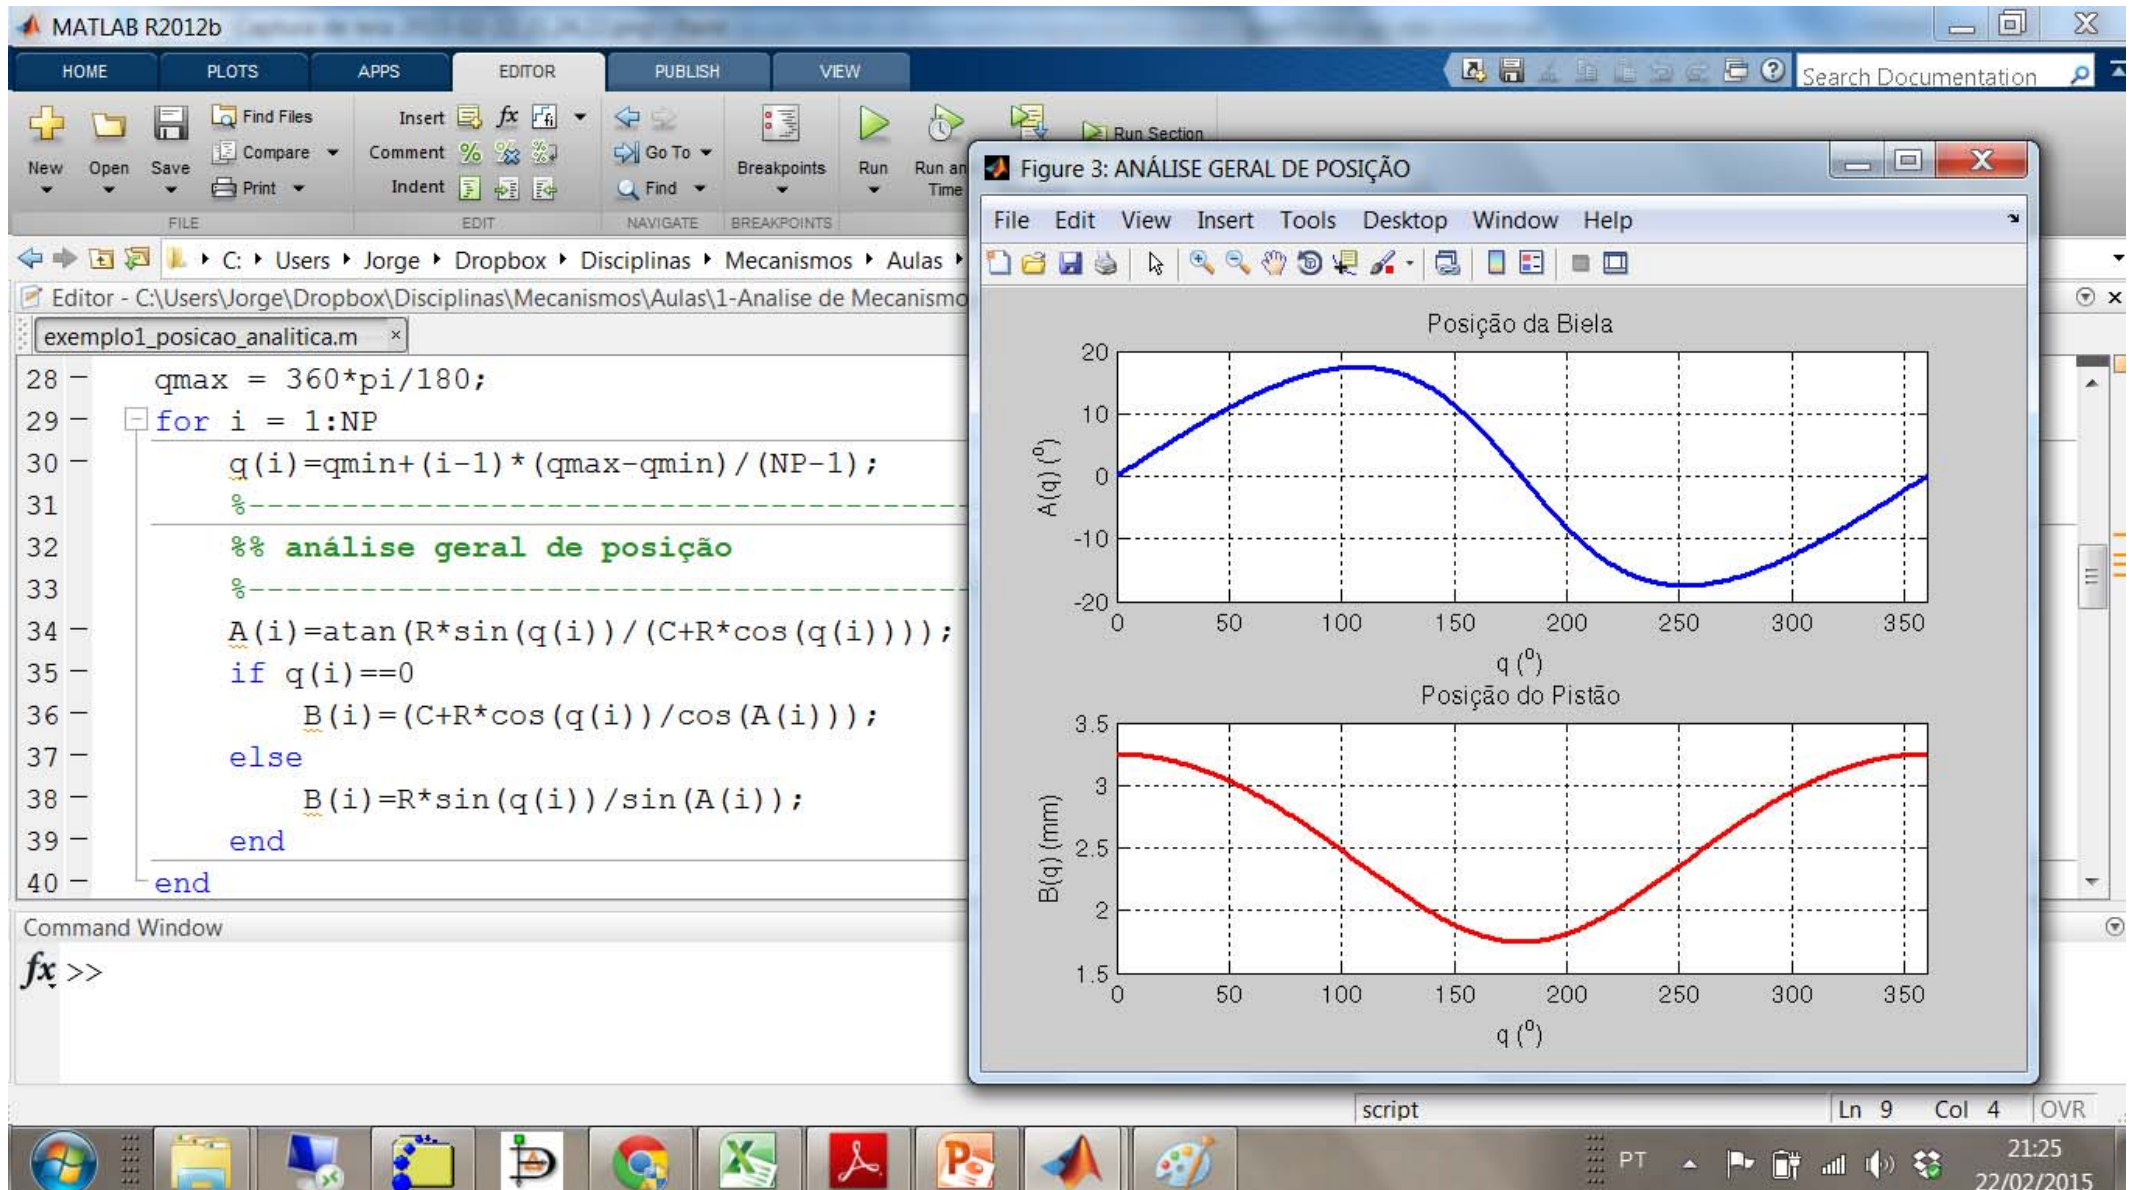 MATLAB R2012b
HOME PLOTS APPS EDITOR PUBLISH VIEW
Search Documentation
Find Files
Insert fx fi
Compare
Comment
Go To
Run Section
New Open Save
Breakpoints Run Run an
Print
Indent
Find
Time
FILE EDIT NAVIGATE BREAKPOINTS
C: Users Jorge Dropbox Disciplinas Mecanismos Aulas
Editor - C:\Users\Jorge\Dropbox\Disciplinas\Mecanismos\Aulas\1-Analise de Mecanismo
exemplo1_posicao_analitica.m
28 qmax = 360*pi/180;
29 for i = 1:NP
30 q(i)=qmin+(i-1)*(qmax-qmin)/(NP-1);
31 %---------------------------------------
32 %% análise geral de posição
33 %---------------------------------------
34 A(i)=atan(R*sin(q(i))/(C+R*cos(q(i))));
35 if q(i)==0
36 B(i)=(C+R*cos(q(i))/cos(A(i)));
37 else
38 B(i)=R*sin(q(i))/sin(A(i));
39 end
40 end
Command Window
fx >>
Figure 3: ANÁLISE GERAL DE POSIÇÃO
File Edit View Insert Tools Desktop Window Help
Posição da Biela
20
10
0
-10
-20
A(q) (º)
0 50 100 150 200 250 300 350
q (º)
Posição do Pistão
3.5
3
2.5
2
1.5
B(q) (mm)
0 50 100 150 200 250 300 350
q (º)
script
Ln 9 Col 4 OVR
PT
21:25
22/02/2015